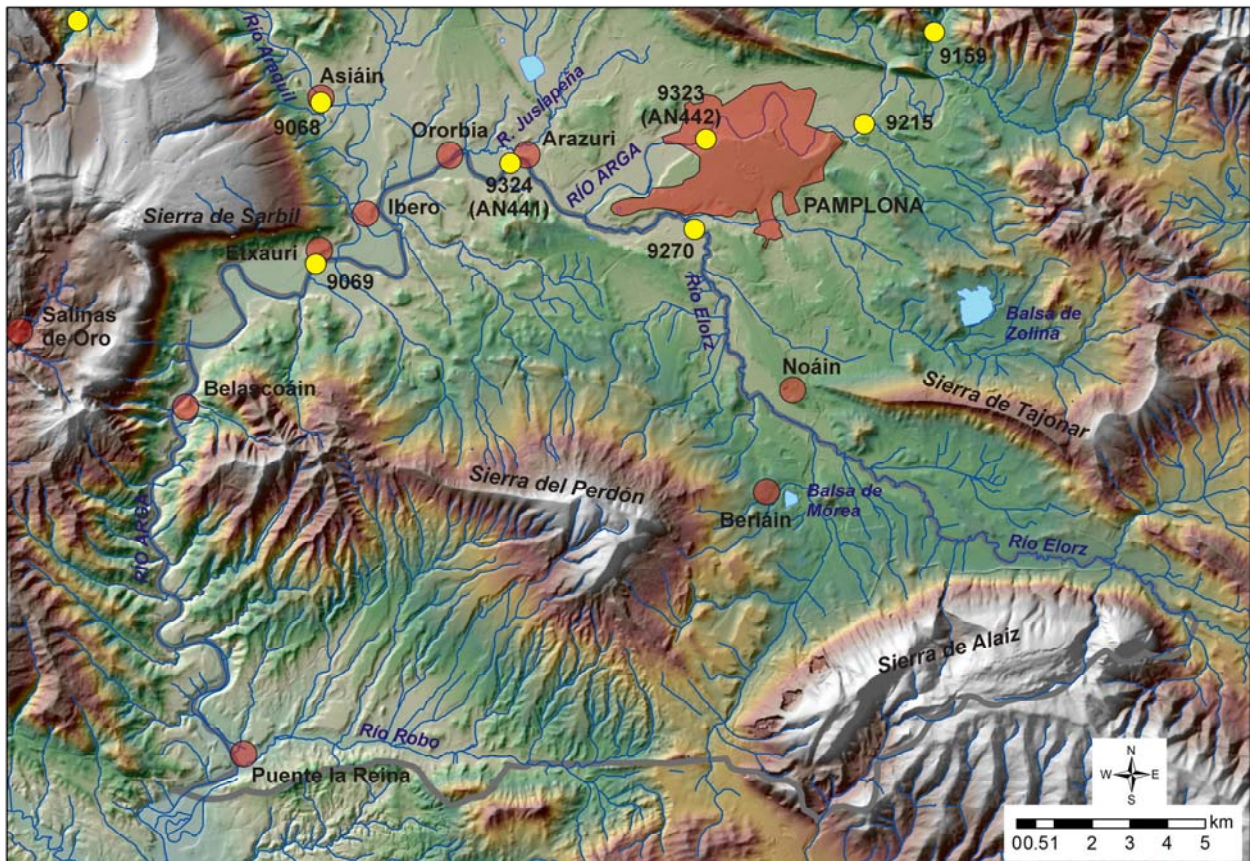 Río Araquil
9159
Asiáin
9068
R. Juslapeña
9323
(AN442)
9215
Ororbia
Arazuri
9324
(AN441)
RÍO ARGA
Ibero
PAMPLONA
Sierra de Sarbil
Etxauri
9069
9270
Río Elorz
Balsa de
Zolina
Salinas
de Oro
Noáin
Sierra de Tajonar
Belascoáin
Sierra del Perdón
Balsa de
Morea
Beriáin
RÍO ARGA
Río Elorz
Sierra de Alaiz
Río Robo
Puente la Reina
N
W E
S
km
0 0.5 1 2 3 4 5